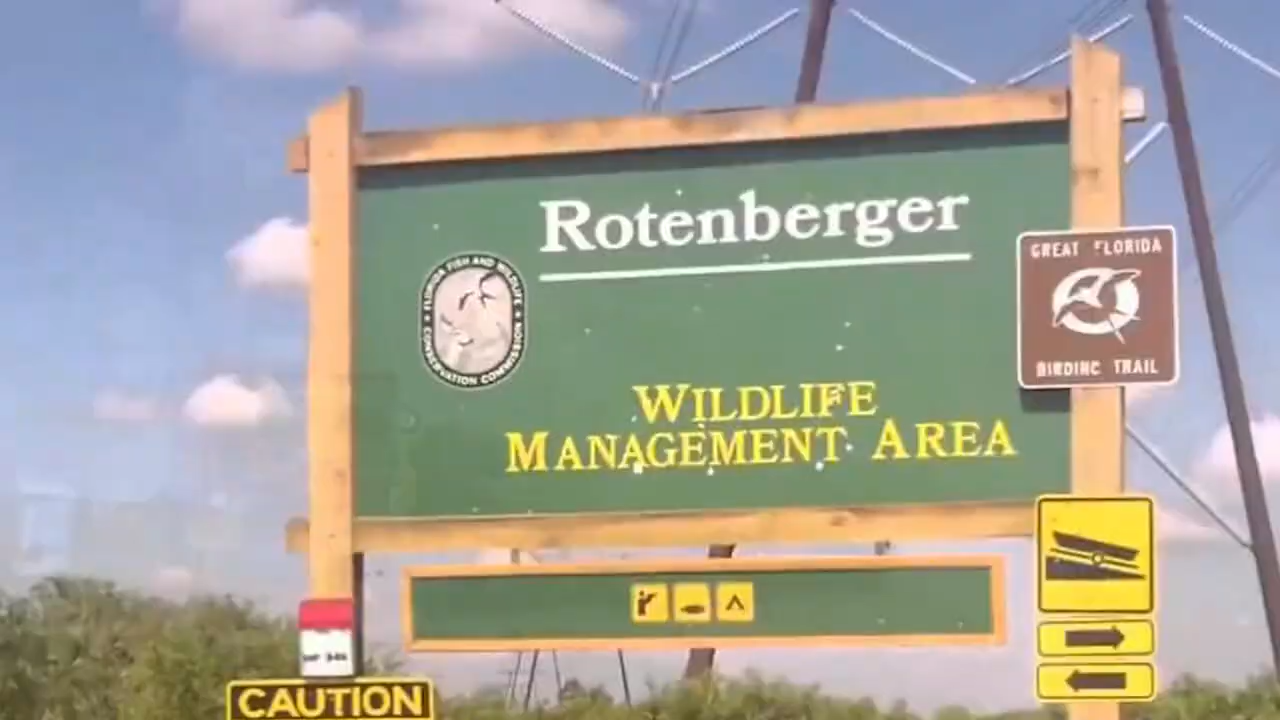 Rotenberger
FLORIDA FISH AND WILDLIFE
CONSERVATION COMMISSION
GREAT FLORIDA
BIRDING TRAIL
WILDLIFE
MANAGEMENT AREA
CAUTION